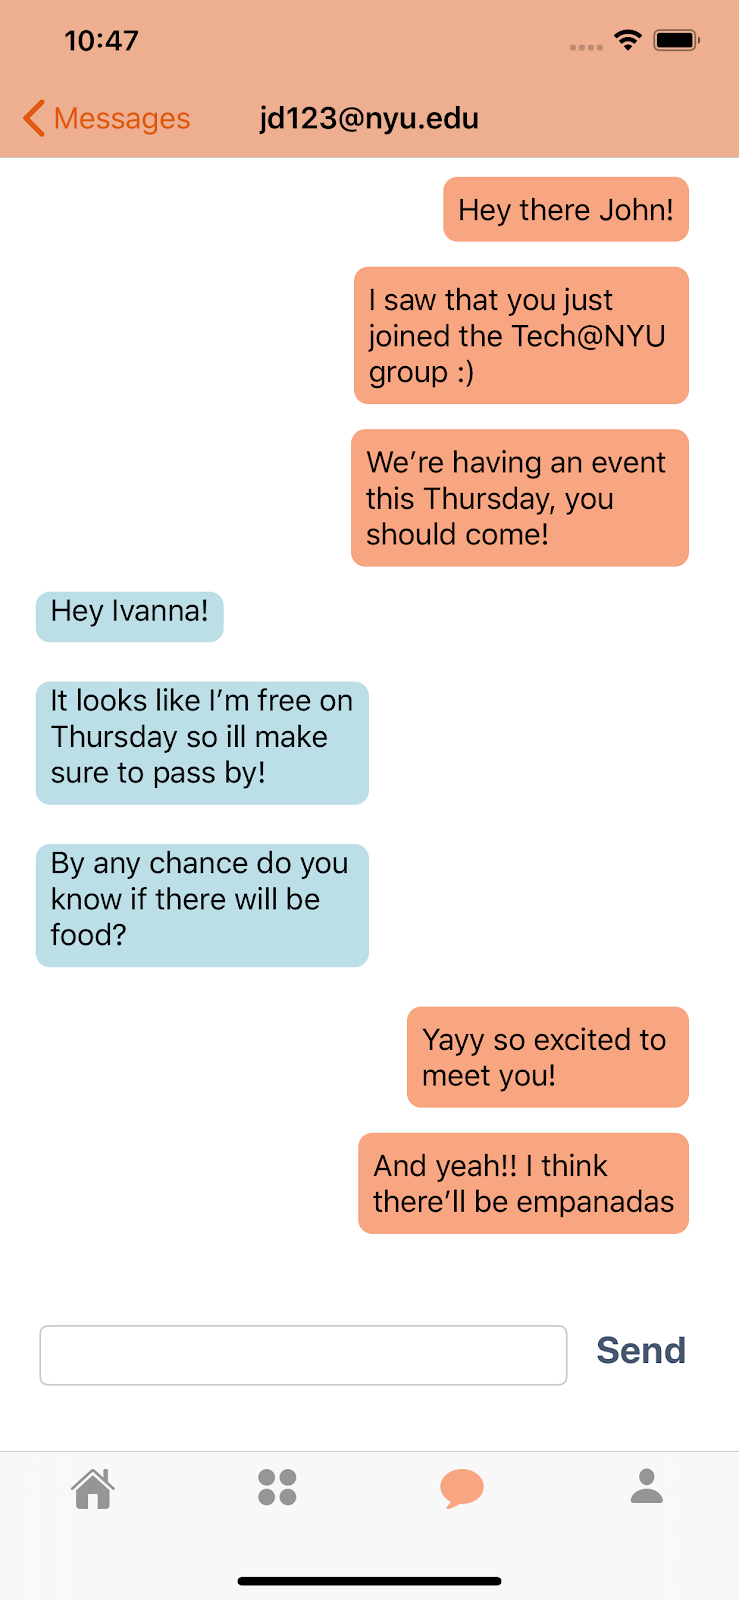 10:47
Messages
jd123@nyu.edu
Hey there John!
I saw that you just
joined the Tech@NYU
group :)
We’re having an event
this Thursday, you
should come!
Hey Ivanna!
It looks like I’m free on
Thursday so ill make
sure to pass by!
By any chance do you
know if there will be
food?
Yayy so excited to
meet you!
And yeah!! I think
there’ll be empanadas
Send